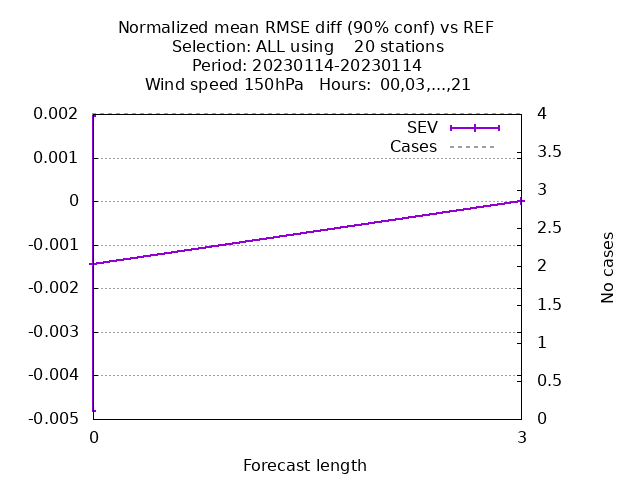 Normalized mean RMSE diff (90% conf) vs REF
Selection: ALL using    20 stations
Period: 20230114-20230114
Wind speed 150hPa   Hours:  00,03,...,21
SEV
Cases
0.002
0.001
0
-0.001
-0.002
-0.003
-0.004
-0.005
4
3.5
3
2.5
2
1.5
1
0.5
0
No cases
0
3
Forecast length